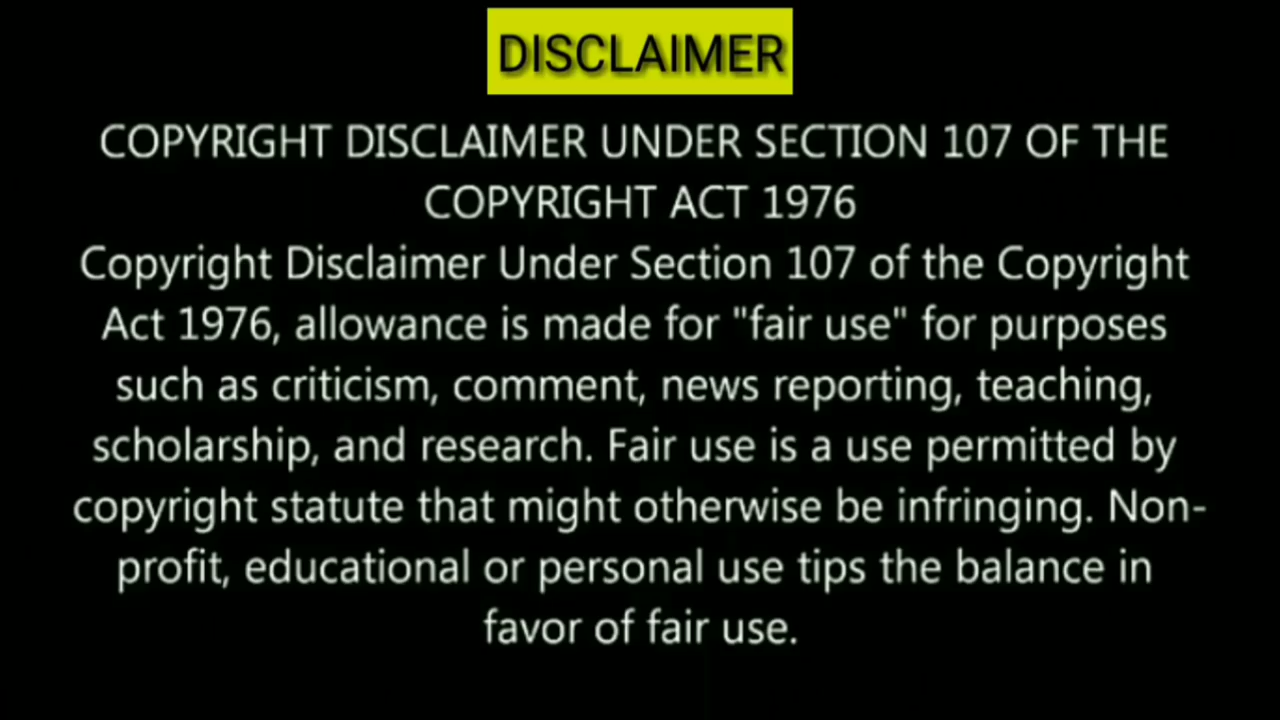 DISCLAIMER
COPYRIGHT DISCLAIMER UNDER SECTION 107 OF THE
COPYRIGHT ACT 1976
Copyright Disclaimer Under Section 107 of the Copyright
Act 1976, allowance is made for "fair use" for purposes
such as criticism, comment, news reporting, teaching,
scholarship, and research. Fair use is a use permitted by
copyright statute that might otherwise be infringing. Non-
profit, educational or personal use tips the balance in
favor of fair use.